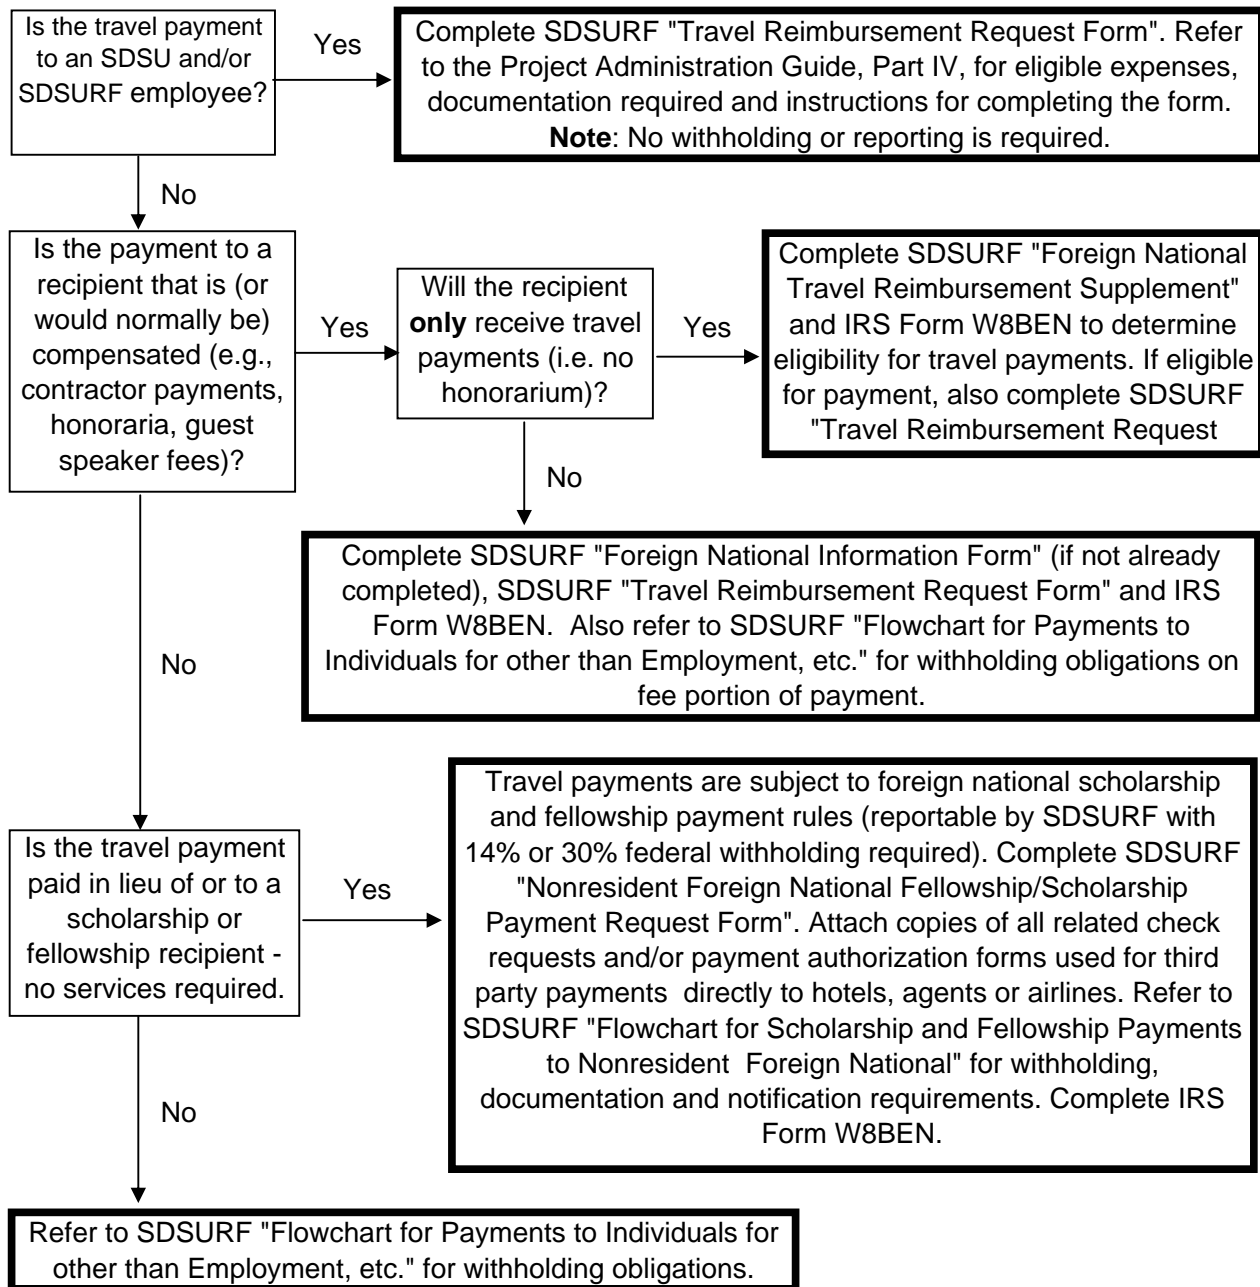 Is the travel payment
to an SDSU and/or
SDSURF employee?
Yes
Complete SDSURF "Travel Reimbursement Request Form". Refer
to the Project Administration Guide, Part IV, for eligible expenses,
documentation required and instructions for completing the form.
Note: No withholding or reporting is required.
No
Is the payment to a
recipient that is (or
would normally be)
compensated (e.g.,
contractor payments,
honoraria, guest
speaker fees)?
Yes
Will the recipient
only receive travel
payments (i.e. no
honorarium)?
Yes
Complete SDSURF "Foreign National
Travel Reimbursement Supplement"
and IRS Form W8BEN to determine
eligibility for travel payments. If eligible
for payment, also complete SDSURF
"Travel Reimbursement Request
No
Complete SDSURF "Foreign National Information Form" (if not already
completed), SDSURF "Travel Reimbursement Request Form" and IRS
Form W8BEN.  Also refer to SDSURF "Flowchart for Payments to
Individuals for other than Employment, etc." for withholding obligations on
fee portion of payment.
No
Is the travel payment
paid in lieu of or to a
scholarship or
fellowship recipient -
no services required.
Yes
Travel payments are subject to foreign national scholarship
and fellowship payment rules (reportable by SDSURF with
14% or 30% federal withholding required). Complete SDSURF
"Nonresident Foreign National Fellowship/Scholarship
Payment Request Form". Attach copies of all related check
requests and/or payment authorization forms used for third
party payments  directly to hotels, agents or airlines. Refer to
SDSURF "Flowchart for Scholarship and Fellowship Payments
to Nonresident  Foreign National" for withholding,
documentation and notification requirements. Complete IRS
Form W8BEN.
No
Refer to SDSURF "Flowchart for Payments to Individuals for
other than Employment, etc." for withholding obligations.